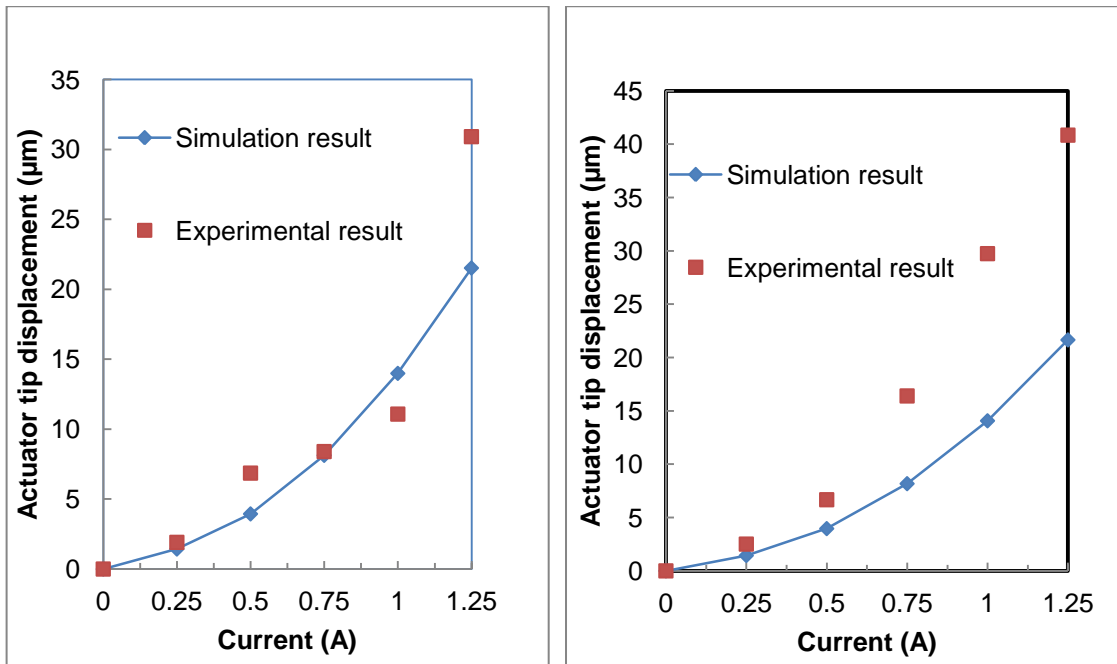 Actuator tip displacement (µm)
35
30
25
20
15
10
5
0
Simulation result
Experimental result
0 0.25 0.5 0.75 1 1.25
Current (A)
Actuator tip displacement (µm)
45
40
35
30
25
20
15
10
5
0
Simulation result
Experimental result
0 0.25 0.5 0.75 1 1.25
Current (A)